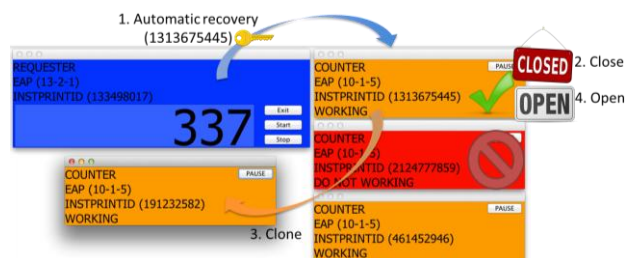 1. Automatic recovery
(1313675445)
REQUESTER
EAP (13-2-1)
INSTPRINTID (133498017)
337
Exit
Start
Stop
COUNTER
PAUSE
EAP (10-1-5)
INSTPRINTID (1313675445)
WORKING
CLOSED
2. Close
OPEN
4. Open
COUNTER
EAP (10-1-5)
INSTPRINTID (2124777859)
DO NOT WORKING
COUNTER
PAUSE
EAP (10-1-5)
INSTPRINTID (191232582)
WORKING
3. Clone
COUNTER
PAUSE
EAP (10-1-5)
INSTPRINTID (461452946)
WORKING